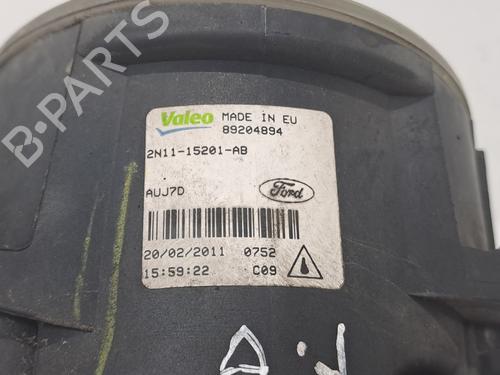 Valeo MADE IN EU
89204894
2N11-15201-AB
AUJ7D
Ford
20/02/2011 0752
15:59:22 C09
B-PARTS